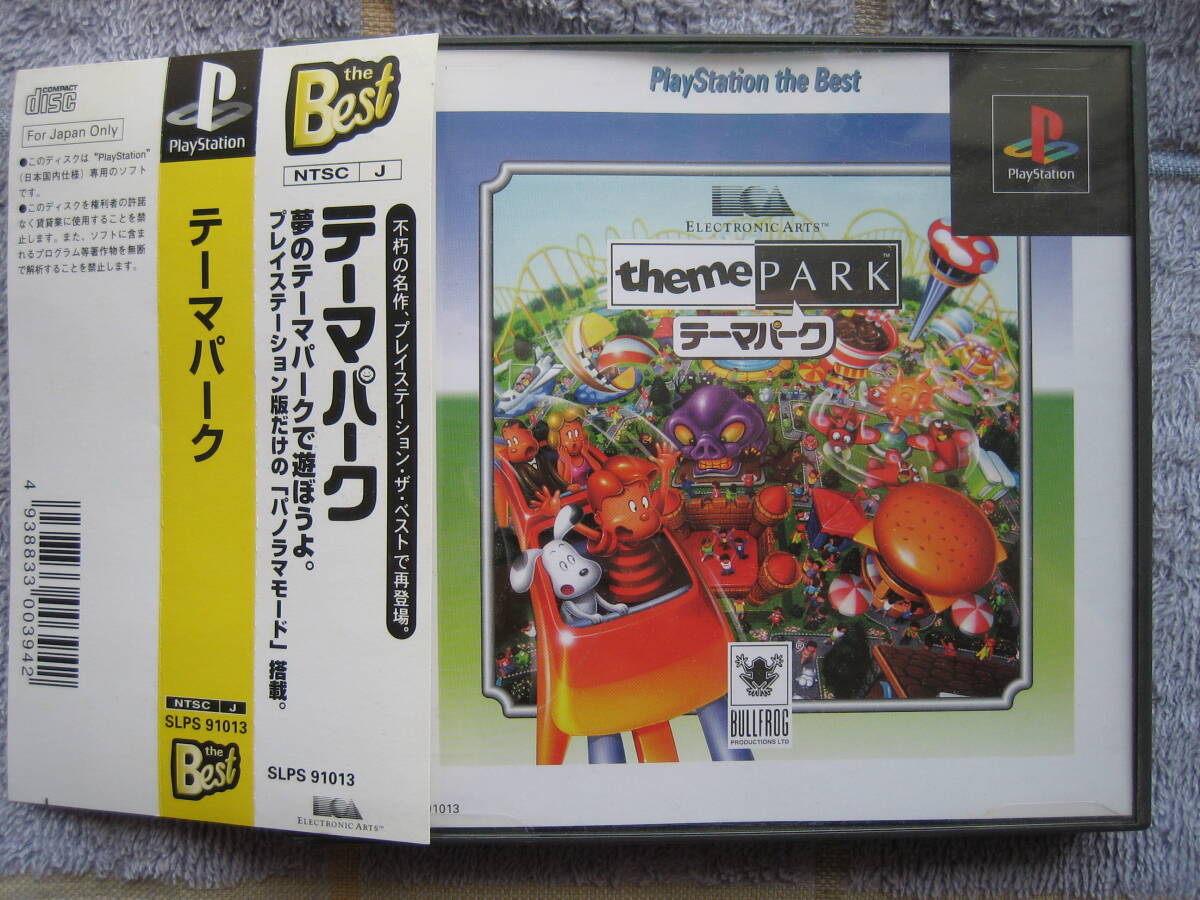 COMPACT
disc
For Japan Only
●このディスクは“PlayStation”
（日本国内仕様）専用のソフト
です。
●このディスクを権利者の許諾
なく賃貸業に使用することを禁
止します。また、ソフトに含ま
れるプログラム等著作物を無断
で解析することを禁止します。
4 938833 003942
PlayStation
テーマパーク
NTSC J
SLPS 91013
the
Best
the
Best
NTSC J
不朽の名作、プレイステーション・ザ・ベストで再登場。
テーマパーク
夢のテーマパークで遊ぼうよ。
プレイステーション版だけの「パノラマモード」搭載。
SLPS 91013
ELECTRONIC ARTS™
PlayStation the Best
PlayStation
ELECTRONIC ARTS™
theme PARK™
テーマパーク
BULLFROG
PRODUCTIONS LTD
®
91013